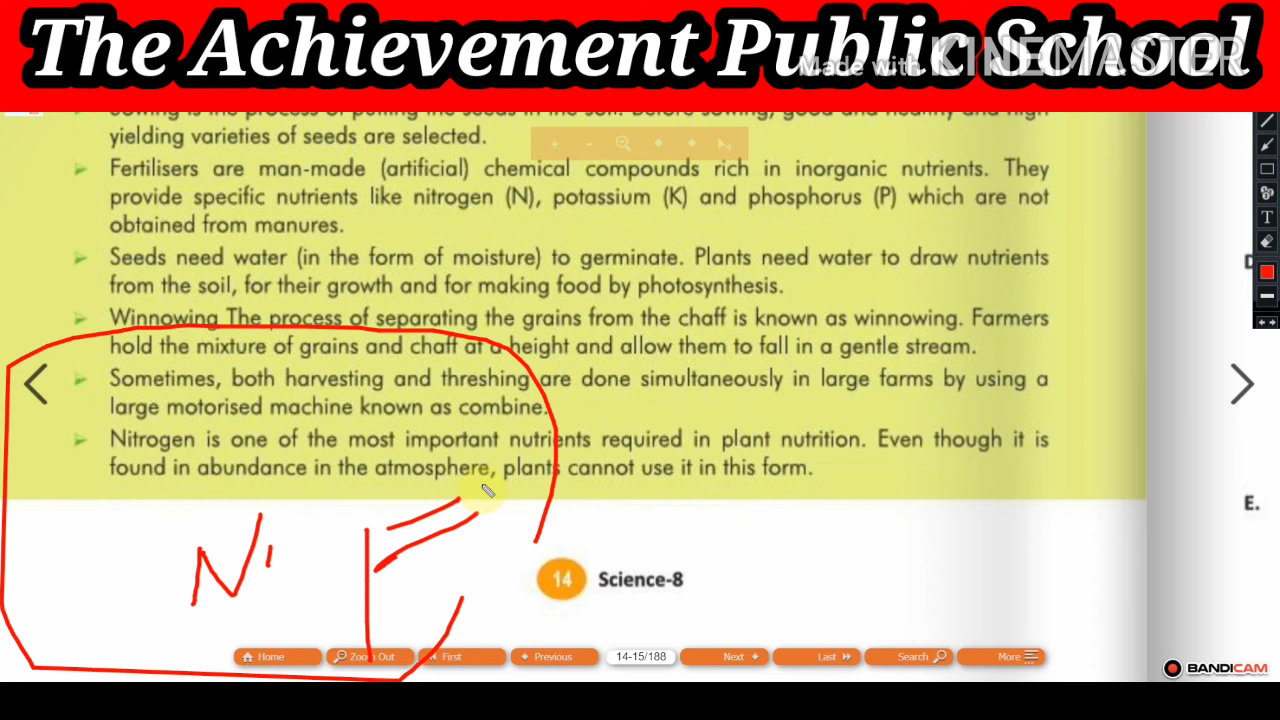 The Achievement Public School
Made with KINEMASTER
yielding varieties of seeds are selected.
Fertilisers are man-made (artificial) chemical compounds rich in inorganic nutrients. They
provide specific nutrients like nitrogen (N), potassium (K) and phosphorus (P) which are not
obtained from manures.
Seeds need water (in the form of moisture) to germinate. Plants need water to draw nutrients
from the soil, for their growth and for making food by photosynthesis.
Winnowing The process of separating the grains from the chaff is known as winnowing. Farmers
hold the mixture of grains and chaff at a height and allow them to fall in a gentle stream.
Sometimes, both harvesting and threshing are done simultaneously in large farms by using a
large motorised machine known as combine.
Nitrogen is one of the most important nutrients required in plant nutrition. Even though it is
found in abundance in the atmosphere, plants cannot use it in this form.
E.
N
14 Science-8
Home Zoom Out First Previous 14-15/188 Next Last Search More
BANDICAM